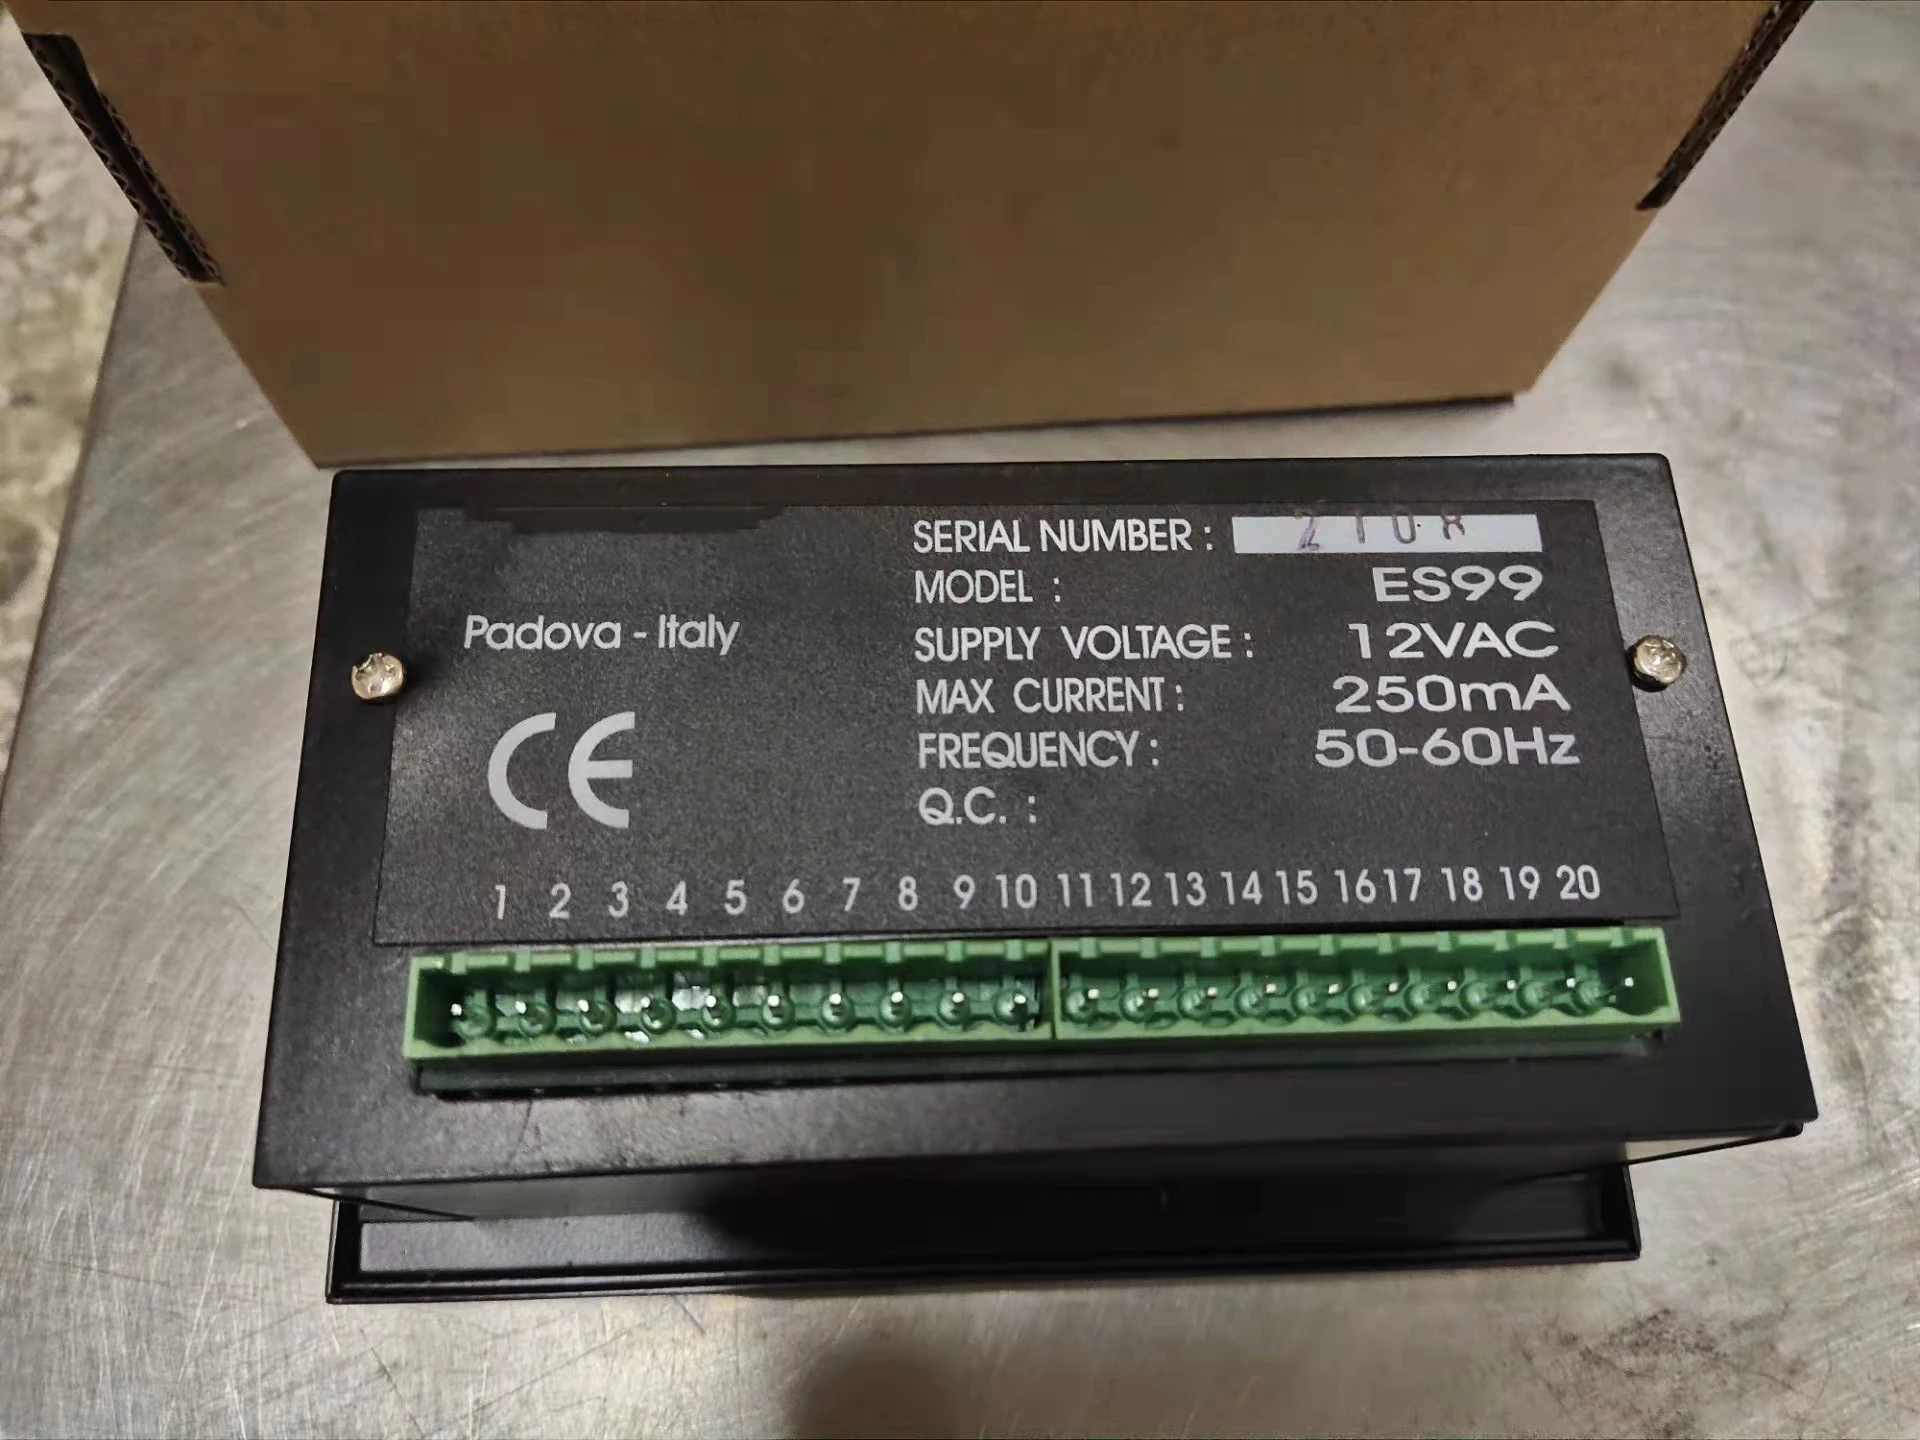 SERIAL NUMBER : 2108
MODEL : ES99
Padova - Italy
SUPPLY VOLTAGE : 12VAC
MAX CURRENT : 250mA
FREQUENCY : 50-60Hz
CE
Q.C. :
1 2 3 4 5 6 7 8 9 10 11 12 13 14 15 16 17 18 19 20